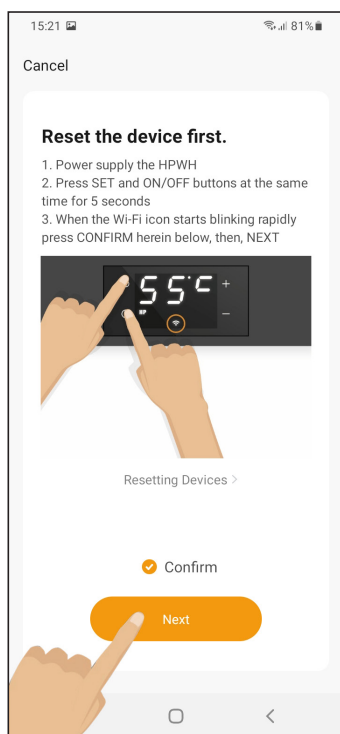 15:21 81%
Cancel
Reset the device first.
1. Power supply the HPWH
2. Press SET and ON/OFF buttons at the same
time for 5 seconds
3. When the Wi-Fi icon starts blinking rapidly
press CONFIRM herein below, then, NEXT
55°C +
HP −
Resetting Devices >
Confirm
Next